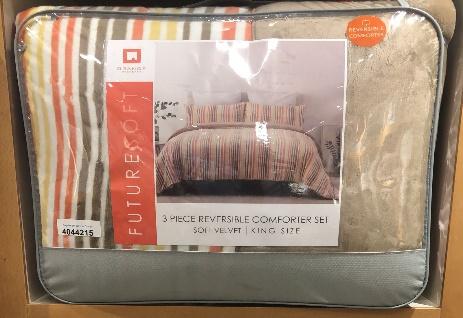 REVERSIBLE
COMFORTER
FUTURESOFT
3 PIECE REVERSIBLE COMFORTER SET
SOFT VELVET | KING SIZE
4044215